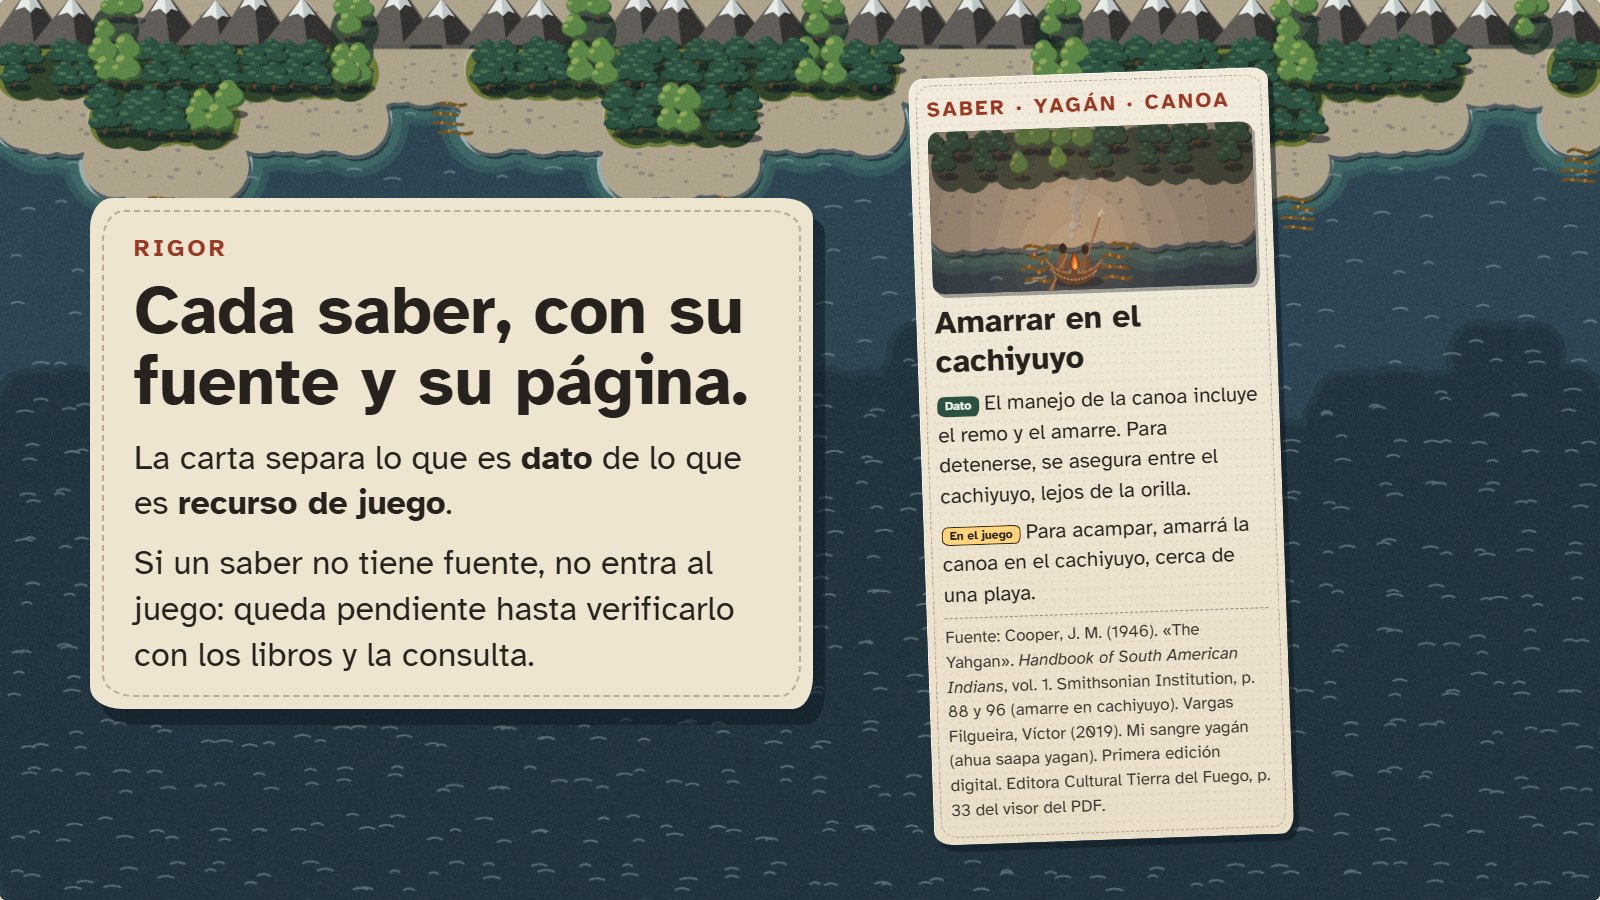 RIGOR
Cada saber, con su
fuente y su página.
La carta separa lo que es dato de lo que
es recurso de juego.
Si un saber no tiene fuente, no entra al
juego: queda pendiente hasta verificarlo
con los libros y la consulta.
SABER · YAGÁN · CANOA
Amarrar en el
cachiyuyo
Dato El manejo de la canoa incluye
el remo y el amarre. Para
detenerse, se asegura entre el
cachiyuyo, lejos de la orilla.
En el juego Para acampar, amarrá la
canoa en el cachiyuyo, cerca de
una playa.
Fuente: Cooper, J. M. (1946). «The
Yahgan». Handbook of South American
Indians, vol. 1. Smithsonian Institution, p.
88 y 96 (amarre en cachiyuyo). Vargas
Filgueira, Víctor (2019). Mi sangre yagán
(ahua saapa yagan). Primera edición
digital. Editora Cultural Tierra del Fuego, p.
33 del visor del PDF.